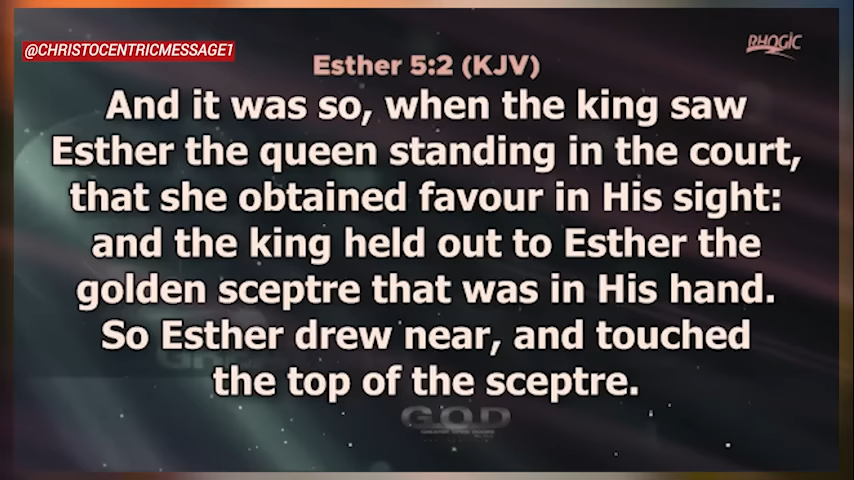 @CHRISTOCENTRICMESSAGE1
RHOGIC
Esther 5:2 (KJV)
And it was so, when the king saw
Esther the queen standing in the court,
that she obtained favour in His sight:
and the king held out to Esther the
golden sceptre that was in His hand.
So Esther drew near, and touched
the top of the sceptre.
G.O.D